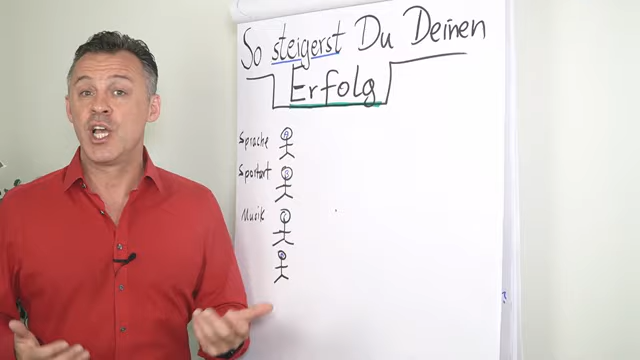 So steigerst Du Deinen
Erfolg
Sprache
Sportart
Musik